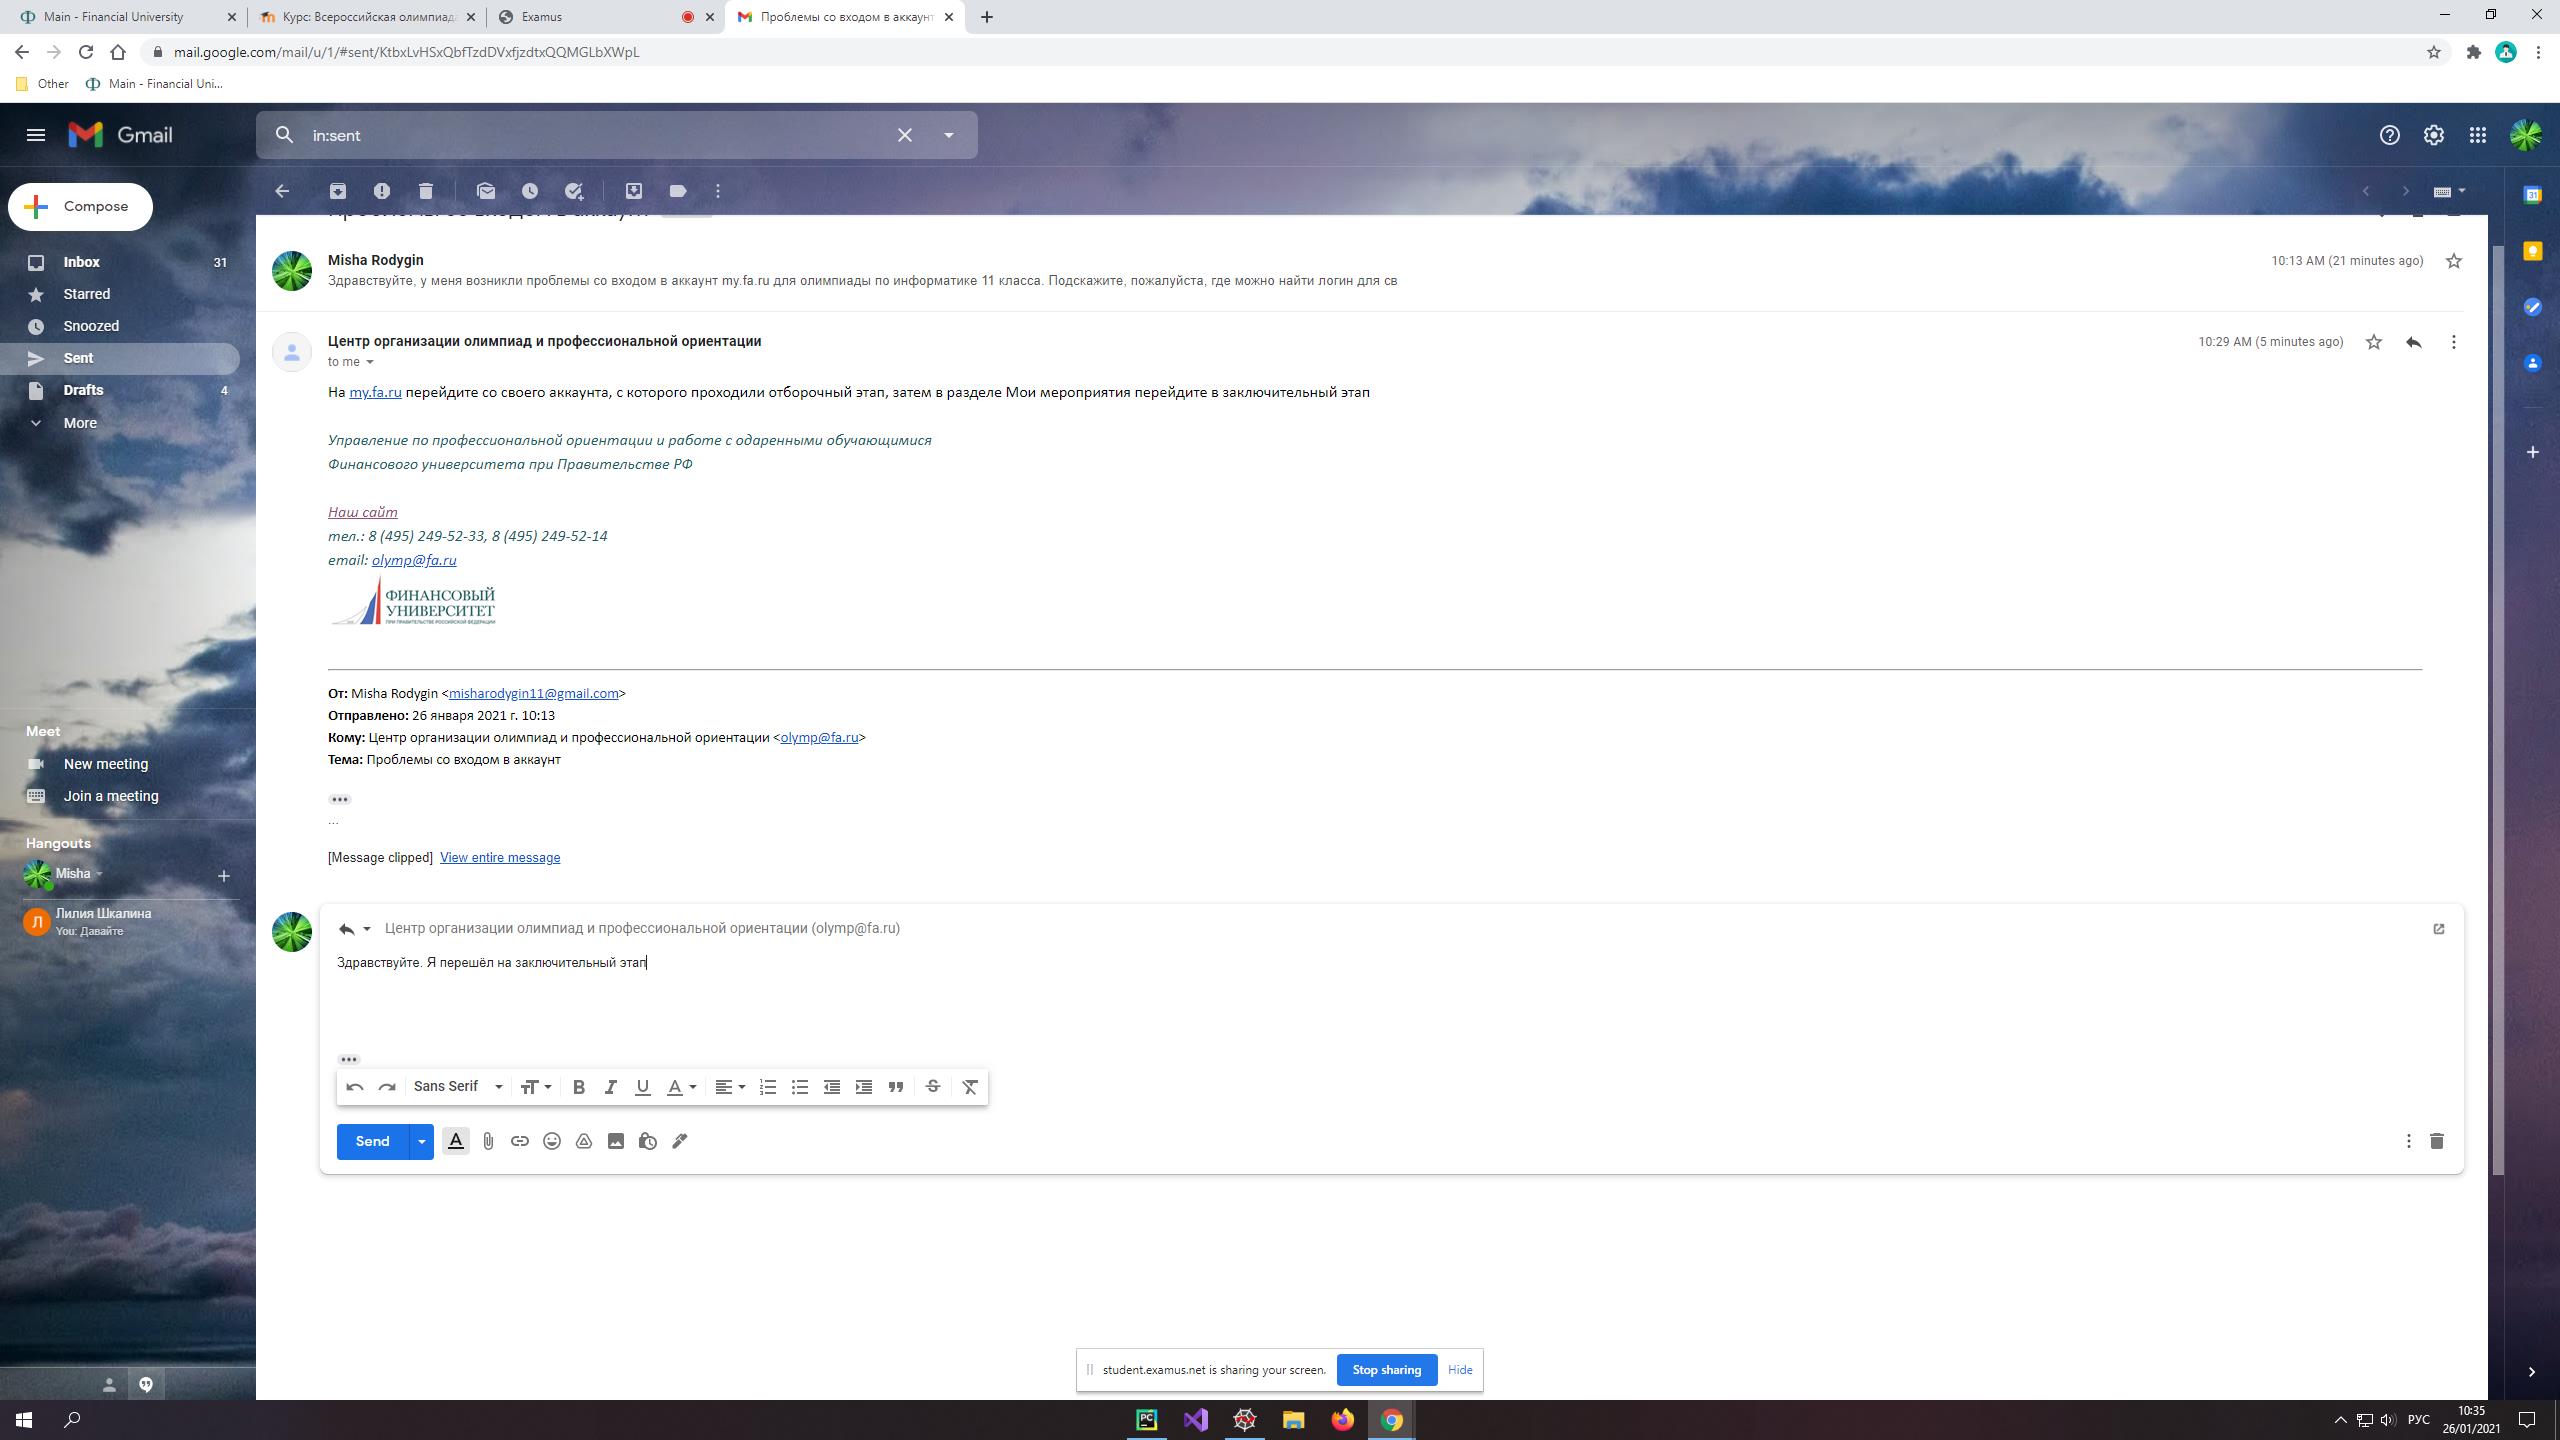 Main - Financial University
Курс: Всероссийская олимпиада
Examus
Проблемы со входом в аккаунт
mail.google.com/mail/u/1/#sent/KtbxLvHSxQbfTzdDVxfjzdtxQQMGLbXWpL
Other
Main - Financial Uni...
Gmail
in:sent
Compose
Inbox 31
Starred
Snoozed
Sent
Drafts 4
More
Проблемы со входом в аккаунт
Misha Rodygin
10:13 AM (21 minutes ago)
Здравствуйте, у меня возникли проблемы со входом в аккаунт my.fa.ru для олимпиады по информатике 11 класса. Подскажите, пожалуйста, где можно найти логин для св
Центр организации олимпиад и профессиональной ориентации
10:29 AM (5 minutes ago)
to me
На my.fa.ru перейдите со своего аккаунта, с которого проходили отборочный этап, затем в разделе Мои мероприятия перейдите в заключительный этап
Управление по профессиональной ориентации и работе с одаренными обучающимися
Финансового университета при Правительстве РФ
Наш сайт
тел.: 8 (495) 249-52-33, 8 (495) 249-52-14
email: olymp@fa.ru
ФИНАНСОВЫЙ
УНИВЕРСИТЕТ
ПРИ ПРАВИТЕЛЬСТВЕ РОССИЙСКОЙ ФЕДЕРАЦИИ
От: Misha Rodygin <misharodygin11@gmail.com>
Отправлено: 26 января 2021 г. 10:13
Кому: Центр организации олимпиад и профессиональной ориентации <olymp@fa.ru>
Тема: Проблемы со входом в аккаунт
...
[Message clipped] View entire message
Meet
New meeting
Join a meeting
Hangouts
Misha
Л
Лилия Шкалина
You: Давайте
Центр организации олимпиад и профессиональной ориентации (olymp@fa.ru)
Здравствуйте. Я перешёл на заключительный этап
Sans Serif
Send
student.examus.net is sharing your screen.
Stop sharing
Hide
PC
РУС
10:35
26/01/2021